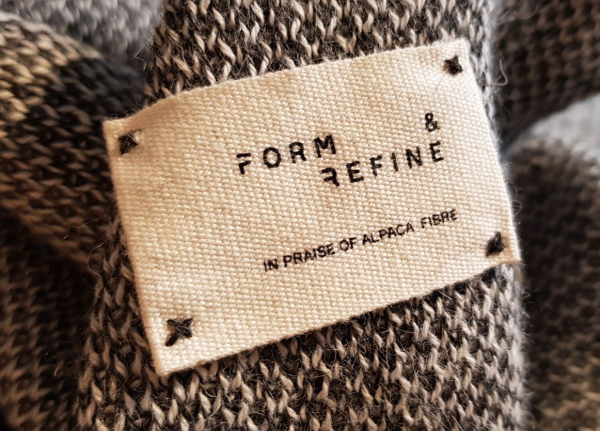 FORM &
REFINE
IN PRAISE OF ALPACA FIBRE